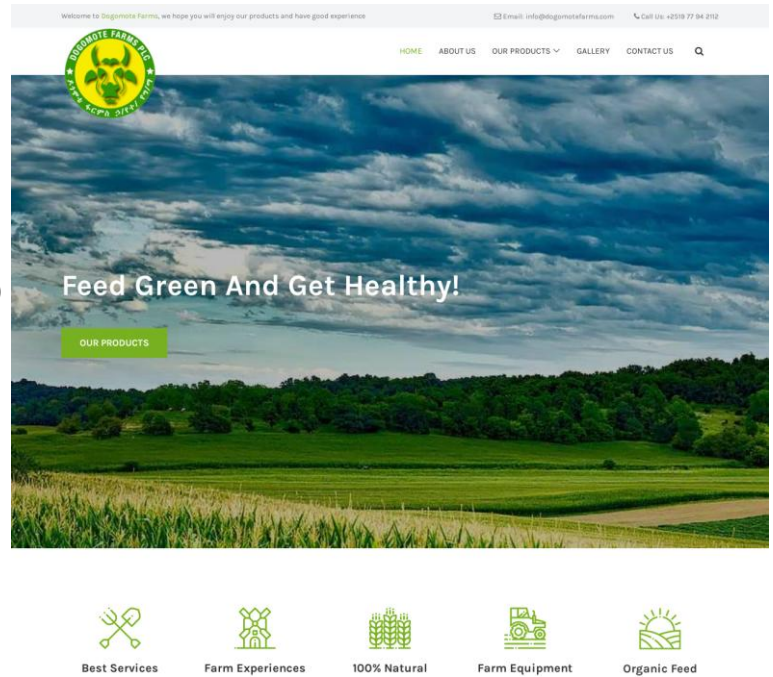 Welcome to Dogomote Farms, we hope you will enjoy our products and have good experience
Email: info@dogomotefarms.com
Call Us: +2519 77 94 2112
DOGOMOTE FARMS PLC
HOME
ABOUT US
OUR PRODUCTS
GALLERY
CONTACT US
Feed Green And Get Healthy!
OUR PRODUCTS
Best Services
Farm Experiences
100% Natural
Farm Equipment
Organic Feed